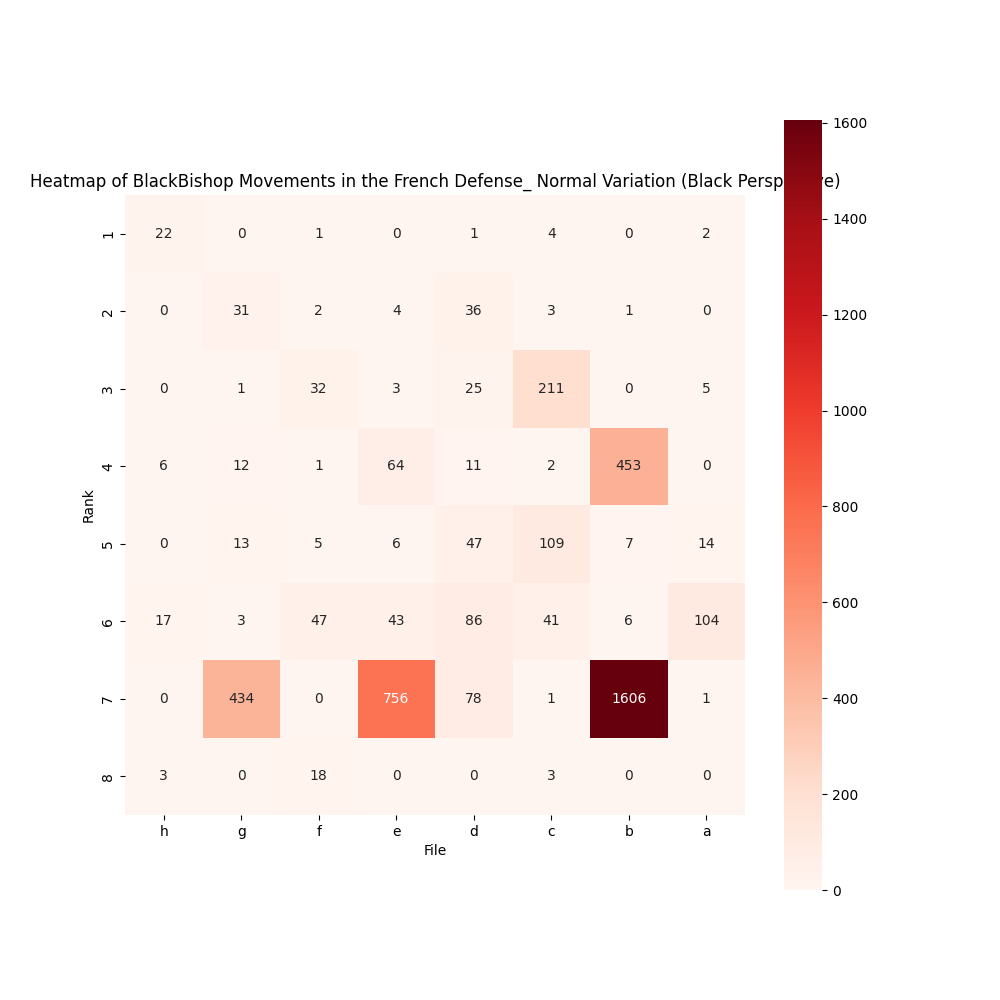 Heatmap of BlackBishop Movements in the French Defense_ Normal Variation (Black Persp ve)
1 22 0 1 0 1 4 0 2
2 0 31 2 4 36 3 1 0
3 0 1 32 3 25 211 0 5
4 6 12 1 64 11 2 453 0
Rank
5 0 13 5 6 47 109 7 14
6 17 3 47 43 86 41 6 104
7 0 434 0 756 78 1 1606 1
8 3 0 18 0 0 3 0 0
h g f e d c b a
File
1600
1400
1200
1000
800
600
400
200
0